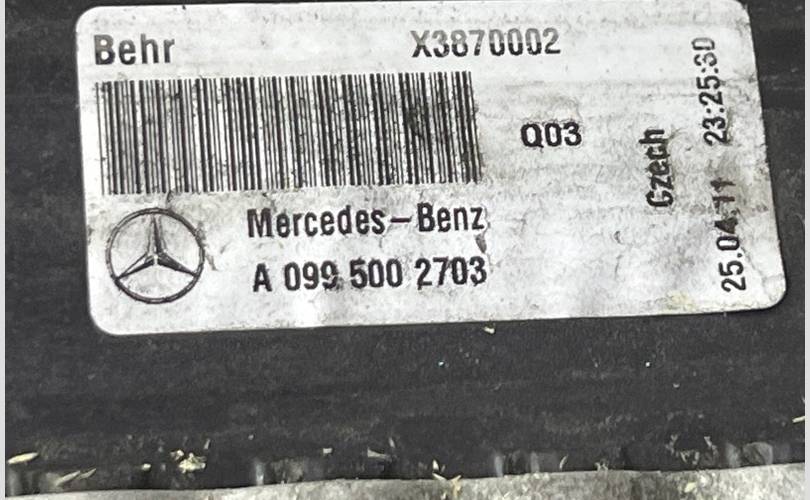 Behr X3870002
Q03
Mercedes-Benz
A 099 500 2703
Czech
25.04.11 23:25:30